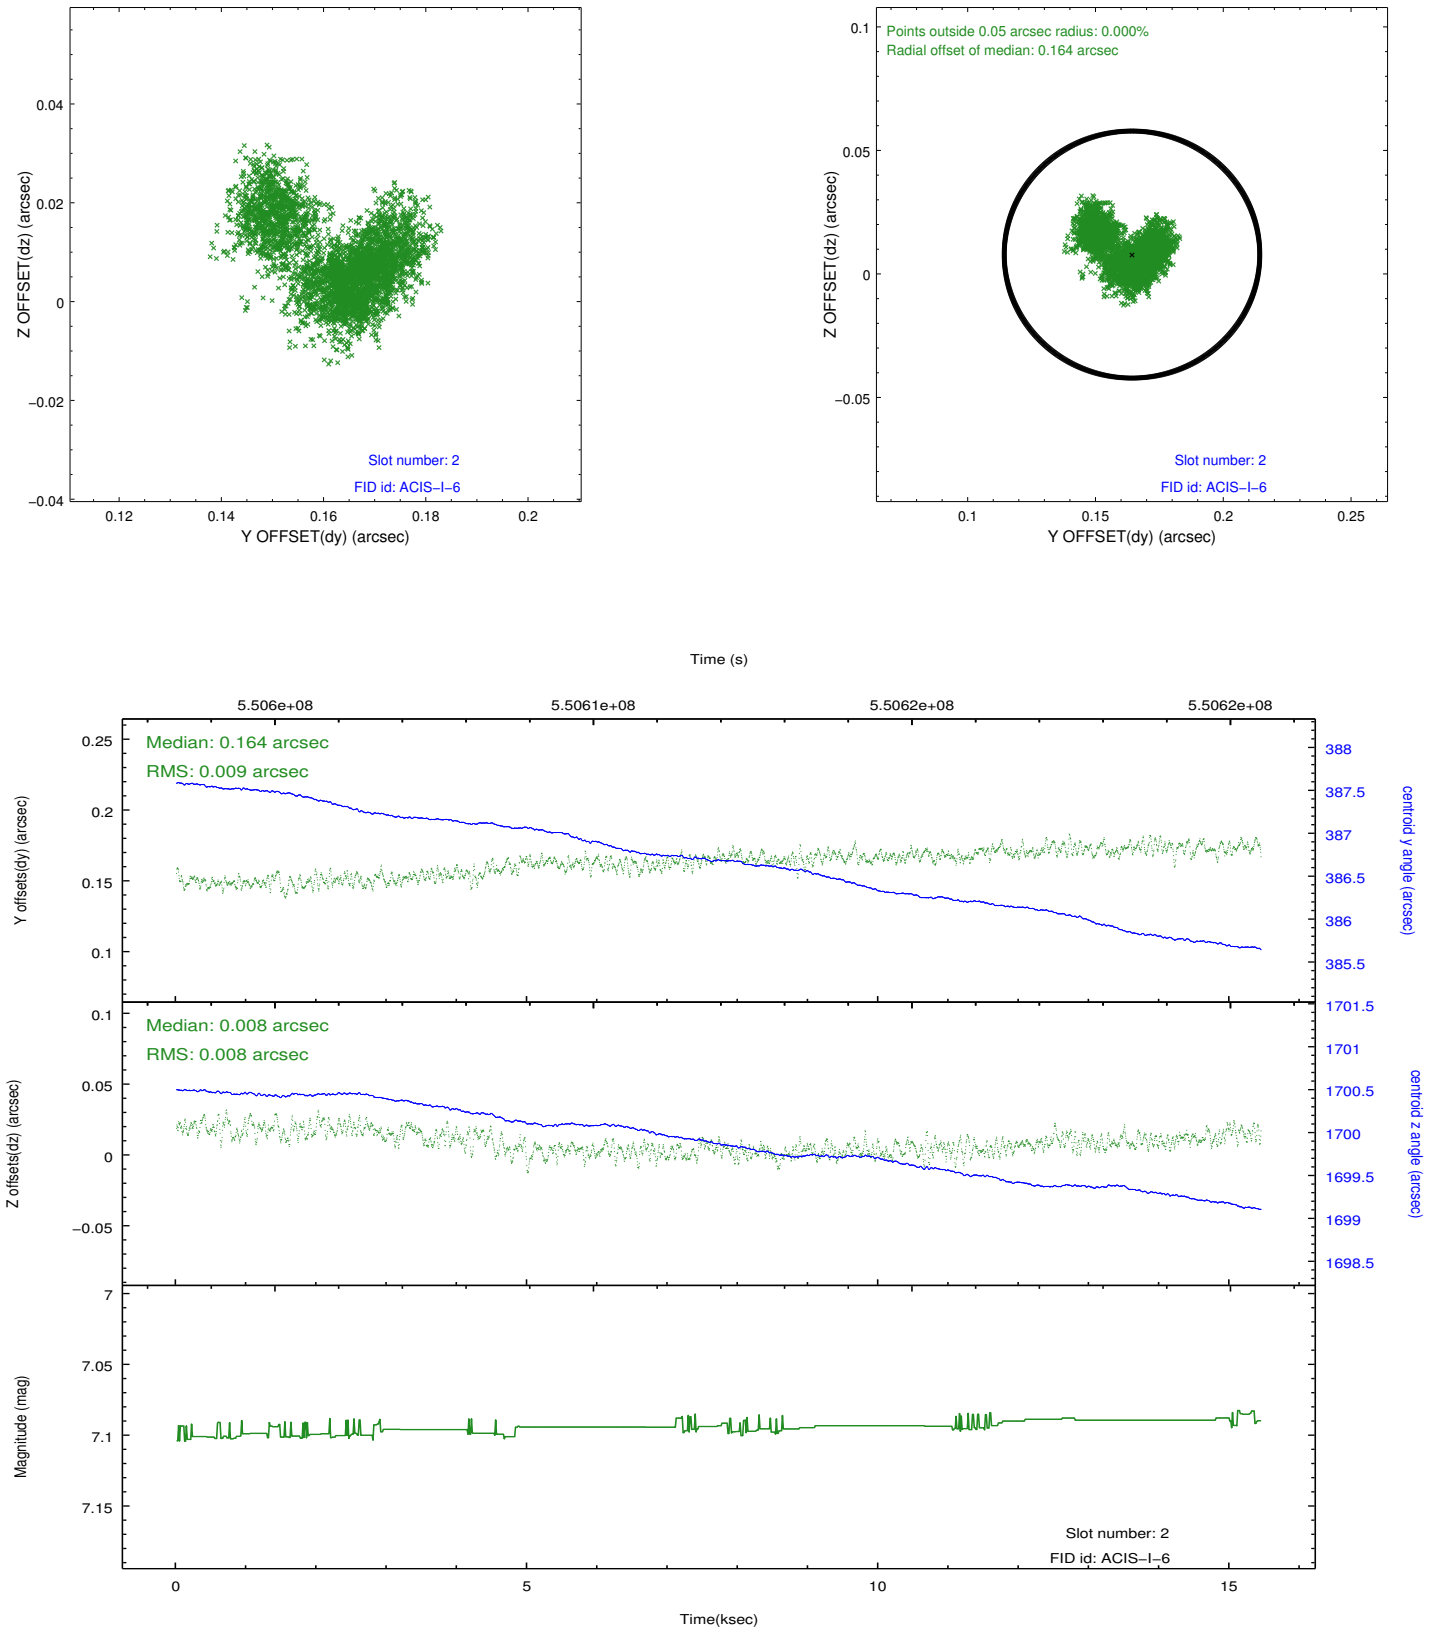 0.04
0.02
0
−0.02
−0.04
Z OFFSET(dz) (arcsec)
Slot number: 2
FID id: ACIS−I−6
0.12 0.14 0.16 0.18 0.2
Y OFFSET(dy) (arcsec)
Points outside 0.05 arcsec radius: 0.000%
Radial offset of median: 0.164 arcsec
0.1
0.05
0
−0.05
Z OFFSET(dz) (arcsec)
Slot number: 2
FID id: ACIS−I−6
0.1 0.15 0.2 0.25
Y OFFSET(dy) (arcsec)
Time (s)
5.506e+08 5.5061e+08 5.5062e+08 5.5062e+08
Median: 0.164 arcsec
RMS: 0.009 arcsec
0.25
0.2
0.15
0.1
Y offsets(dy) (arcsec)
388
387.5
387
386.5
386
385.5
centroid y angle (arcsec)
Median: 0.008 arcsec
RMS: 0.008 arcsec
0.1
0.05
0
−0.05
Z offsets(dz) (arcsec)
1701.5
1701
1700.5
1700
1699.5
1699
1698.5
centroid z angle (arcsec)
7
7.05
7.1
7.15
Magnitude (mag)
Slot number: 2
FID id: ACIS−I−6
0 5 10 15
Time(ksec)